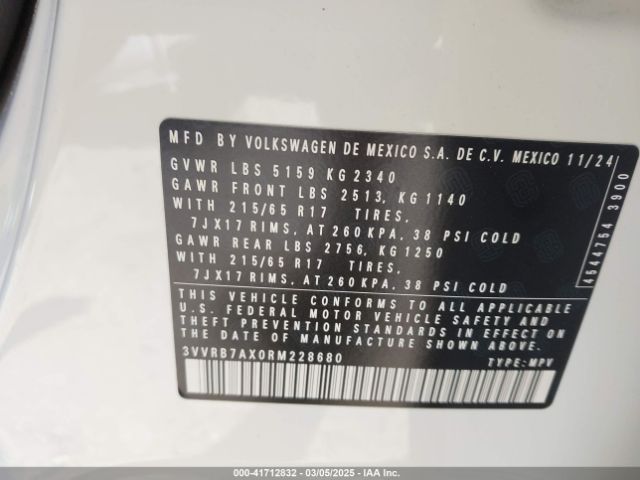 MFD BY VOLKSWAGEN DE MEXICO S.A. DE C.V. MEXICO 11/24
GVWR LBS 5159 KG 2340
GAWR FRONT LBS 2513, KG 1140
WITH 215/65 R17 TIRES,
7JX17 RIMS, AT 260 KPA, 38 PSI COLD
GAWR REAR LBS 2756, KG 1250
WITH 215/65 R17 TIRES,
7JX17 RIMS, AT 260 KPA, 38 PSI COLD
THIS VEHICLE CONFORMS TO ALL APPLICABLE
U.S. FEDERAL MOTOR VEHICLE SAFETY AND
THEFT PREVENTION STANDARDS IN EFFECT ON
THE DATE OF MANUFACTURE SHOWN ABOVE.
3VVRB7AX0RM228680 TYPE:MPV
4544754 3900
000-41712832 / 03/05/2025 - IAA Inc.